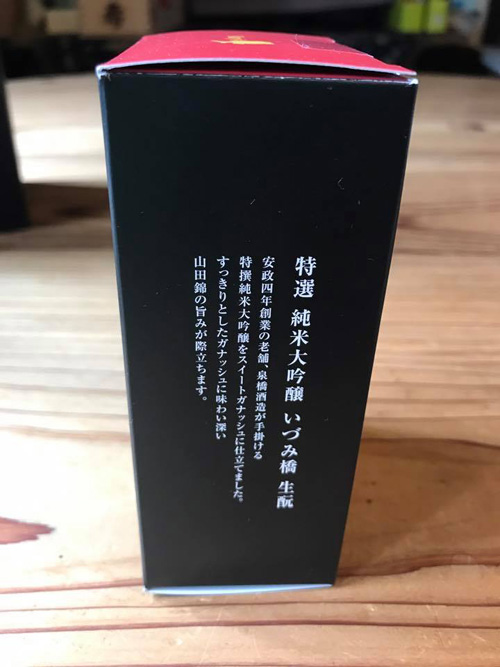 特選 純米大吟醸 いづみ橋 生酛
安政四年創業の老舗、泉橋酒造が手掛ける
特撰純米大吟醸をスイートガナッシュに仕立てました。
すっきりとしたガナッシュに味わい深い
山田錦の旨みが際立ちます。